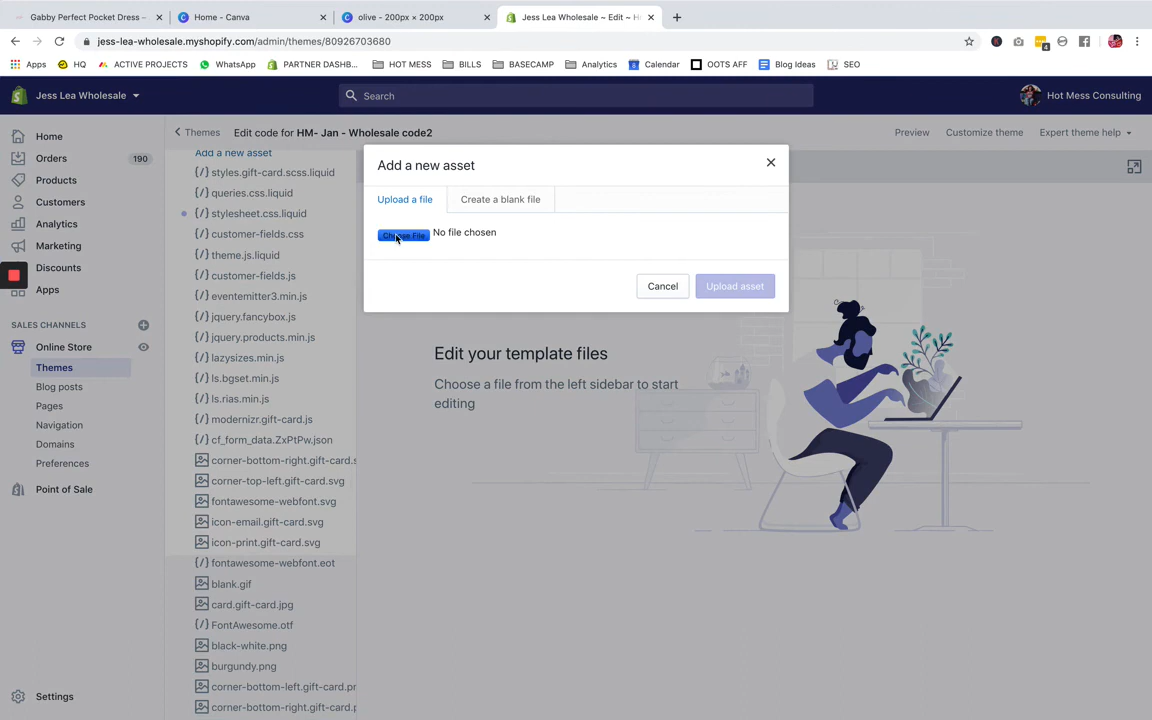 Gabby Perfect Pocket Dress –
Home - Canva
olive - 200px × 200px
Jess Lea Wholesale ~ Edit ~ H
jess-lea-wholesale.myshopify.com/admin/themes/80926703680
4
Apps
HQ
ACTIVE PROJECTS
WhatsApp
PARTNER DASHB...
HOT MESS
BILLS
BASECAMP
Analytics
Calendar
OOTS AFF
Blog Ideas
SEO
Jess Lea Wholesale
Search
Hot Mess Consulting
Home
Orders
190
Products
Customers
Analytics
Marketing
Discounts
Apps
SALES CHANNELS
Online Store
Themes
Blog posts
Pages
Navigation
Domains
Preferences
Point of Sale
Settings
Themes
Edit code for HM- Jan - Wholesale code2
Preview
Customize theme
Expert theme help
Add a new asset
{/} styles.gift-card.scss.liquid
{/} queries.css.liquid
{/} stylesheet.css.liquid
{/} customer-fields.css
{/} theme.js.liquid
{/} customer-fields.js
{/} eventemitter3.min.js
{/} jquery.fancybox.js
{/} jquery.products.min.js
{/} lazysizes.min.js
{/} ls.bgset.min.js
{/} ls.rias.min.js
{/} modernizr.gift-card.js
{/} cf_form_data.ZxPtPw.json
corner-bottom-right.gift-card.s
corner-top-left.gift-card.svg
fontawesome-webfont.svg
icon-email.gift-card.svg
icon-print.gift-card.svg
{/} fontawesome-webfont.eot
blank.gif
card.gift-card.jpg
{/} FontAwesome.otf
black-white.png
burgundy.png
corner-bottom-left.gift-card.pr
corner-bottom-right.gift-card.p
Add a new asset
Upload a file
Create a blank file
Choose File
No file chosen
Cancel
Upload asset
Edit your template files
Choose a file from the left sidebar to start
editing